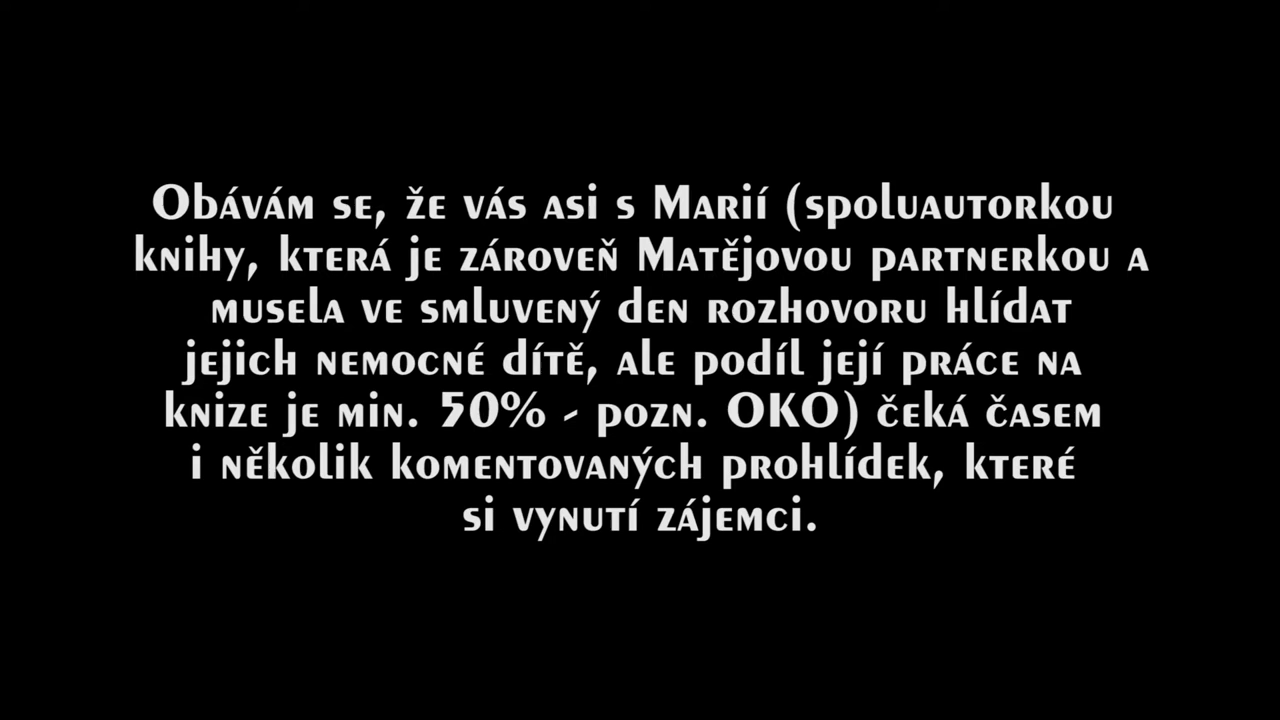 Obávám se, že vás asi s Marií (spoluautorkou
knihy, která je zároveň Matějovou partnerkou a
musela ve smluvený den rozhovoru hlídat
jejich nemocné dítě, ale podíl její práce na
knize je min. 50% - pozn. OKO) čeká časem
i několik komentovaných prohlídek, které
si vynutí zájemci.